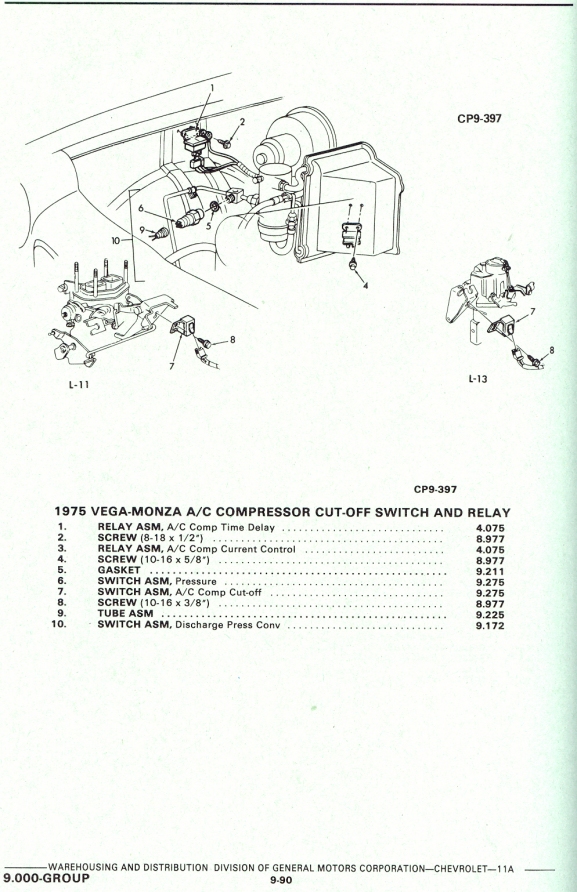 CP9-397
1
2
6
5
9
10
4
7
8
L-11
7
8
L-13
CP9-397
1975 VEGA-MONZA A/C COMPRESSOR CUT-OFF SWITCH AND RELAY
1. RELAY ASM, A/C Comp Time Delay 4.075
2. SCREW (8-18 x 1/2") 8.977
3. RELAY ASM, A/C Comp Current Control 4.075
4. SCREW (10-16 x 5/8") 8.977
5. GASKET 9.211
6. SWITCH ASM, Pressure 9.275
7. SWITCH ASM, A/C Comp Cut-off 9.275
8. SCREW (10-16 x 3/8") 8.977
9. TUBE ASM 9.225
10. SWITCH ASM, Discharge Press Conv 9.172
WAREHOUSING AND DISTRIBUTION DIVISION OF GENERAL MOTORS CORPORATION—CHEVROLET—11A
9.000-GROUP 9-90